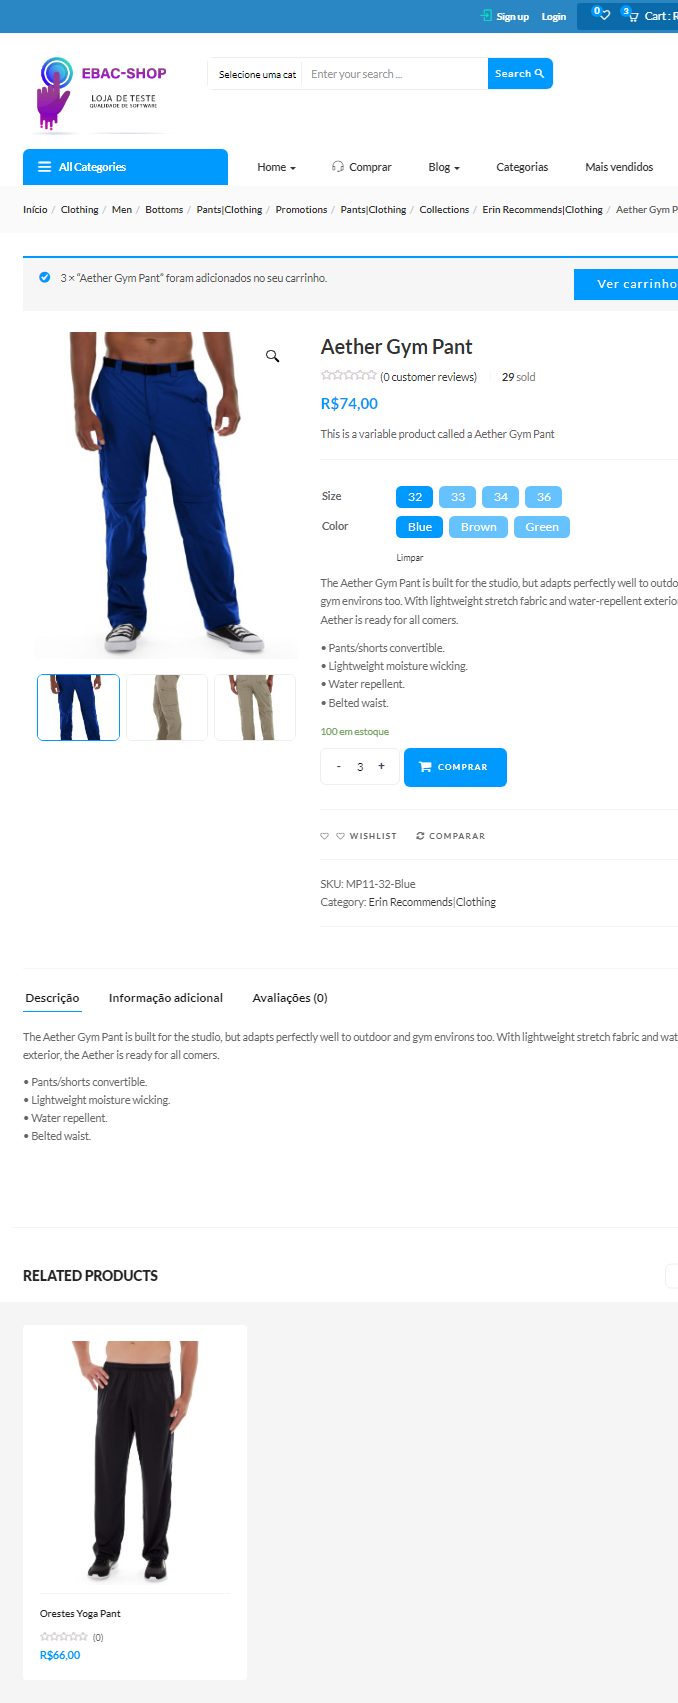 Sign up Login 0 3 Cart : R
EBAC-SHOP
LOJA DE TESTE
QUALIDADE DE SOFTWARE
Selecione uma cat Enter your search ... Search
All Categories Home Comprar Blog Categorias Mais vendidos
Início / Clothing / Men / Bottoms / Pants|Clothing / Promotions / Pants|Clothing / Collections / Erin Recommends|Clothing / Aether Gym P
3 × “Aether Gym Pant” foram adicionados no seu carrinho. Ver carrinho
Aether Gym Pant
(0 customer reviews) 29 sold
R$74,00
This is a variable product called a Aether Gym Pant
Size 32 33 34 36
Color Blue Brown Green
Limpar
The Aether Gym Pant is built for the studio, but adapts perfectly well to outdo
gym environs too. With lightweight stretch fabric and water-repellent exterior
Aether is ready for all comers.
• Pants/shorts convertible.
• Lightweight moisture wicking.
• Water repellent.
• Belted waist.
100 em estoque
- 3 + COMPRAR
WISHLIST COMPARAR
SKU: MP11-32-Blue
Category: Erin Recommends|Clothing
Descrição Informação adicional Avaliações (0)
The Aether Gym Pant is built for the studio, but adapts perfectly well to outdoor and gym environs too. With lightweight stretch fabric and wat
exterior, the Aether is ready for all comers.
• Pants/shorts convertible.
• Lightweight moisture wicking.
• Water repellent.
• Belted waist.
RELATED PRODUCTS
Orestes Yoga Pant
(0)
R$66,00